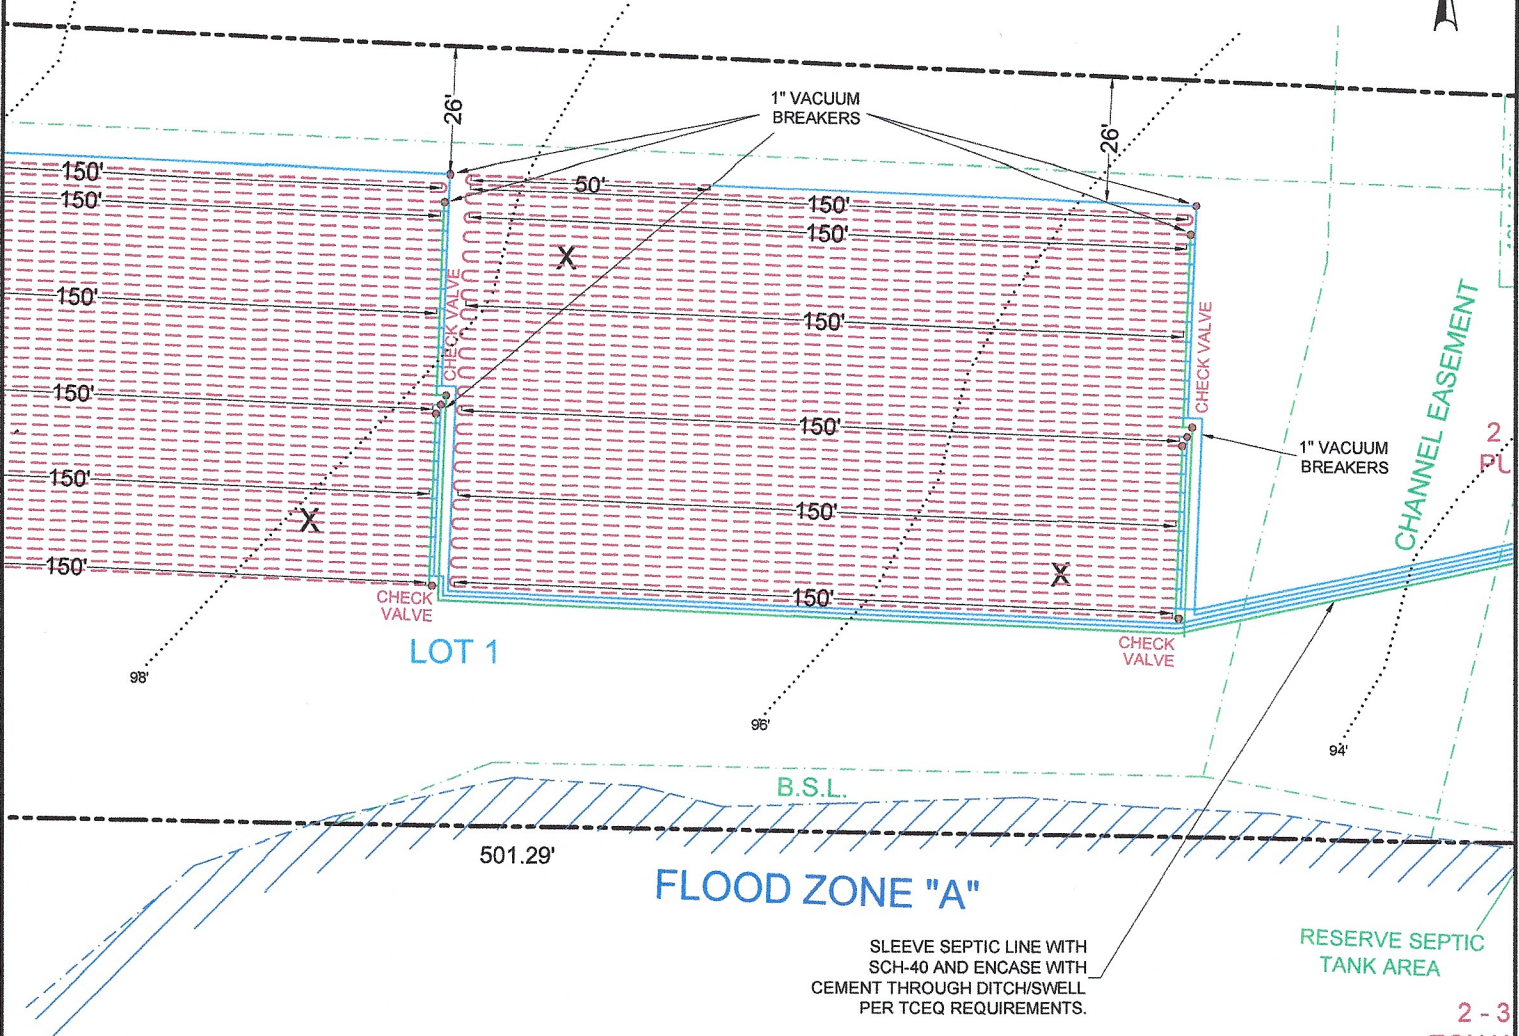 26'
1" VACUUM
BREAKERS
26'
150'
150'
50'
150'
150'
150'
CHECK VALVE
150'
CHECK VALVE
150'
150'
1" VACUUM
BREAKERS
CHANNEL EASEMENT
2
PU
150'
150'
150'
150'
X
X
X
CHECK
VALVE
CHECK
VALVE
LOT 1
98'
96'
94'
B.S.L.
501.29'
FLOOD ZONE "A"
SLEEVE SEPTIC LINE WITH
SCH-40 AND ENCASE WITH
CEMENT THROUGH DITCH/SWELL
PER TCEQ REQUIREMENTS.
RESERVE SEPTIC
TANK AREA
2 - 3